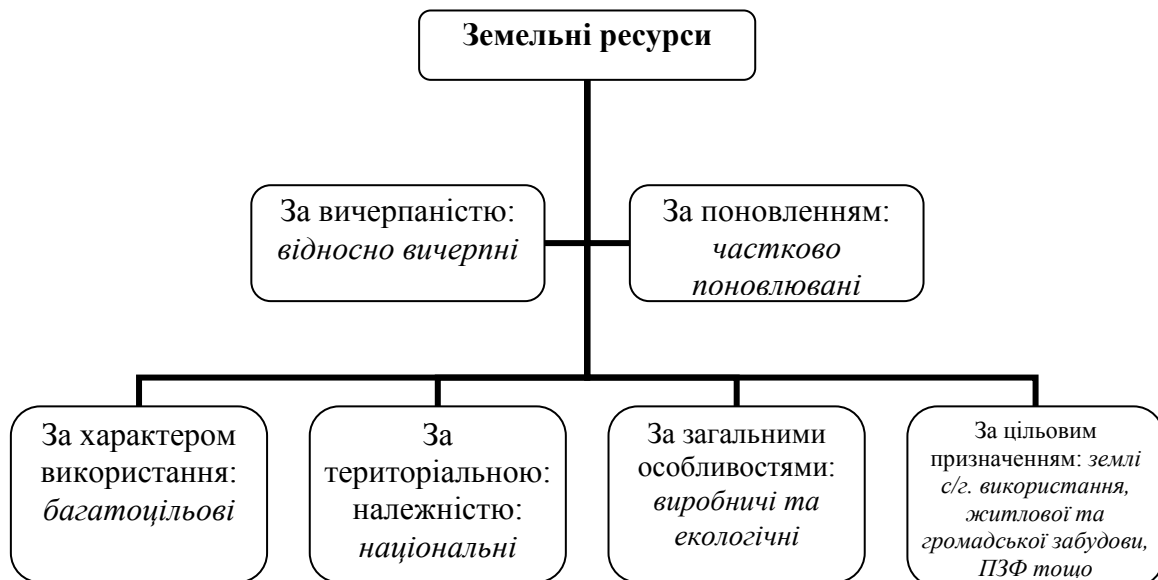 Земельні ресурси
За вичерпаністю:
відносно вичерпні
За поновленням:
частково
поновлювані
За характером
використання:
багатоцільові
За
територіальною:
належністю:
національні
За загальними
особливостями:
виробничі та
екологічні
За цільовим
призначенням: землі
с/г. використання,
житлової та
громадської забудови,
ПЗФ тощо